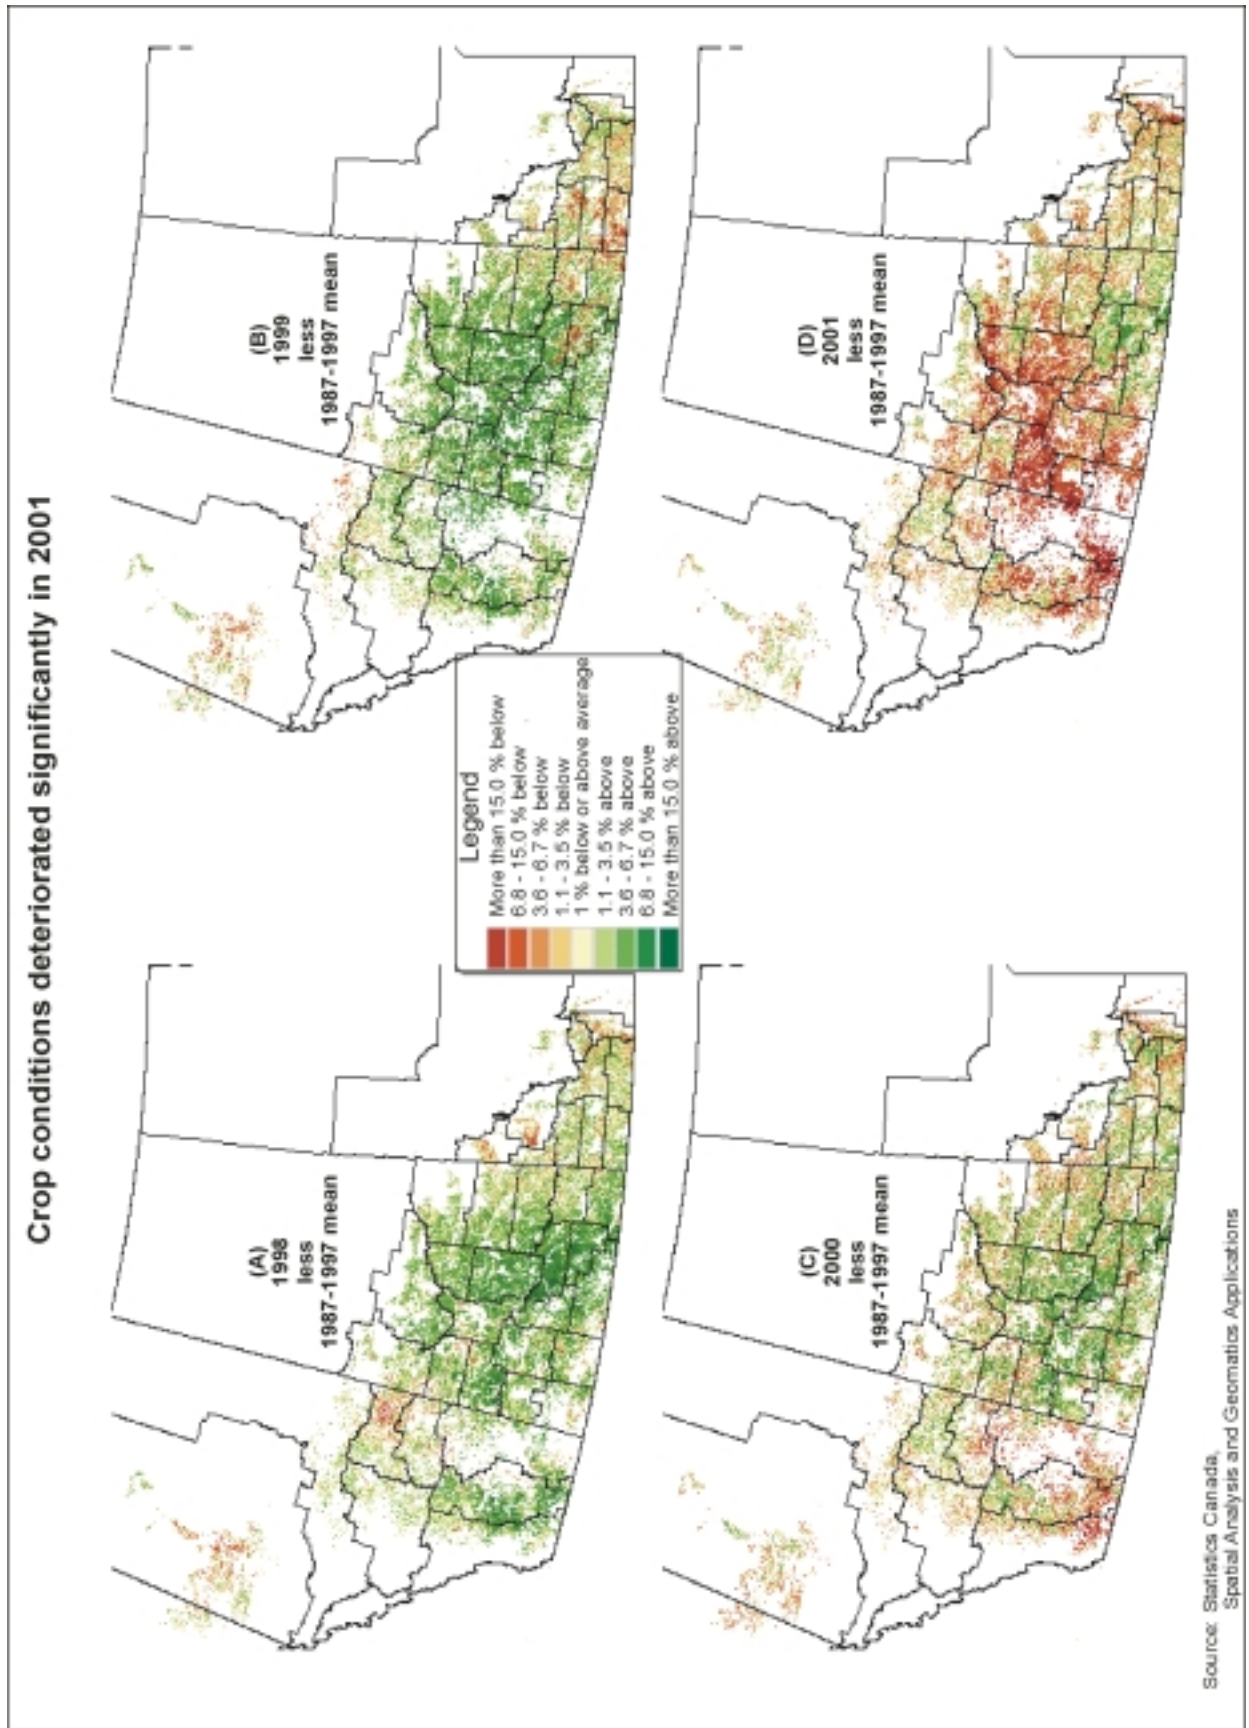 Crop conditions deteriorated significantly in 2001
(A)
1998
less
1987-1997 mean
(B)
1999
less
1987-1997 mean
Legend
More than 15.0 % below
6.8 - 15.0 % below
3.6 - 6.7 % below
1.1 - 3.5 % below
1 % below or above average
1.1 - 3.5 % above
3.6 - 6.7 % above
6.8 - 15.0 % above
More than 15.0 % above
(C)
2000
less
1987-1997 mean
(D)
2001
less
1987-1997 mean
Source: Statistics Canada,
Spatial Analysis and Geomatics Applications